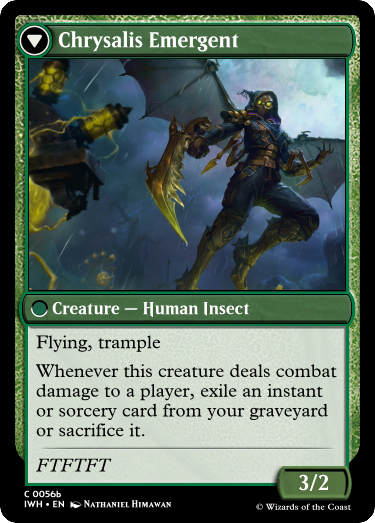 Chrysalis Emergent
Creature — Human Insect
Flying, trample
Whenever this creature deals combat
damage to a player, exile an instant
or sorcery card from your graveyard
or sacrifice it.
FTFTFT
3/2
C 0056b
IWH • EN Nathaniel Himawan
© Wizards of the Coast